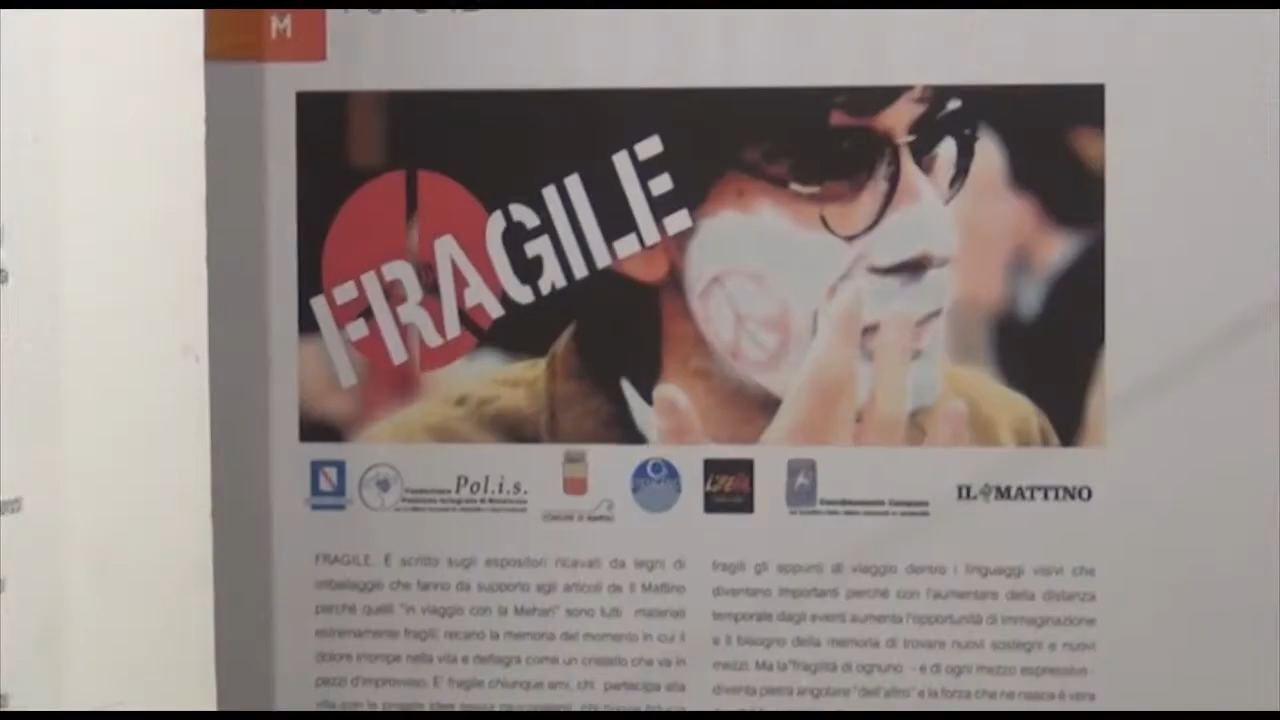 M
FRAGILE
Pol.i.s.
COMUNE DI NAPOLI
IL MATTINO
FRAGILE. È scritto sugli espositori ricavati da legni di
imballaggio che fanno da supporto agli articoli de Il Mattino
perché quelli "in viaggio con la Mehari" sono tutti materiali
estremamente fragili: recano la memoria del momento in cui il
dolore irrompe nella vita e deflagra come un cristallo che va in
pezzi d'improvviso. E' fragile chiunque ami, chi partecipa alla
fragili gli appunti di viaggio dentro i linguaggi visivi che
diventano importanti perché con l'aumentare della distanza
temporale dagli eventi aumenta l'opportunità di immaginazione
e il bisogno della memoria di trovare nuovi sostegni e nuovi
mezzi. Ma la "fragilità di ognuno - e di ogni mezzo espressivo -
diventa pietra angolare "dell'altro" e la forza che ne nasce è vera